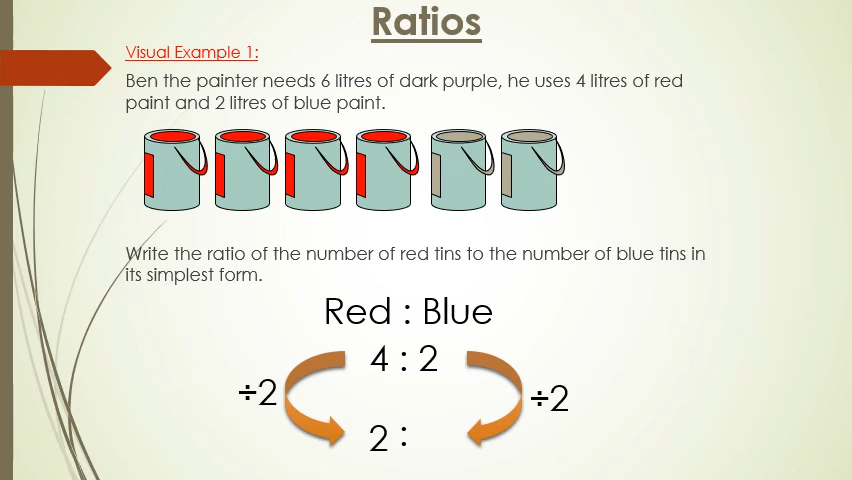 Ratios
Visual Example 1:
Ben the painter needs 6 litres of dark purple, he uses 4 litres of red
paint and 2 litres of blue paint.
Write the ratio of the number of red tins to the number of blue tins in
its simplest form.
Red : Blue
4 : 2
÷2
÷2
2 :